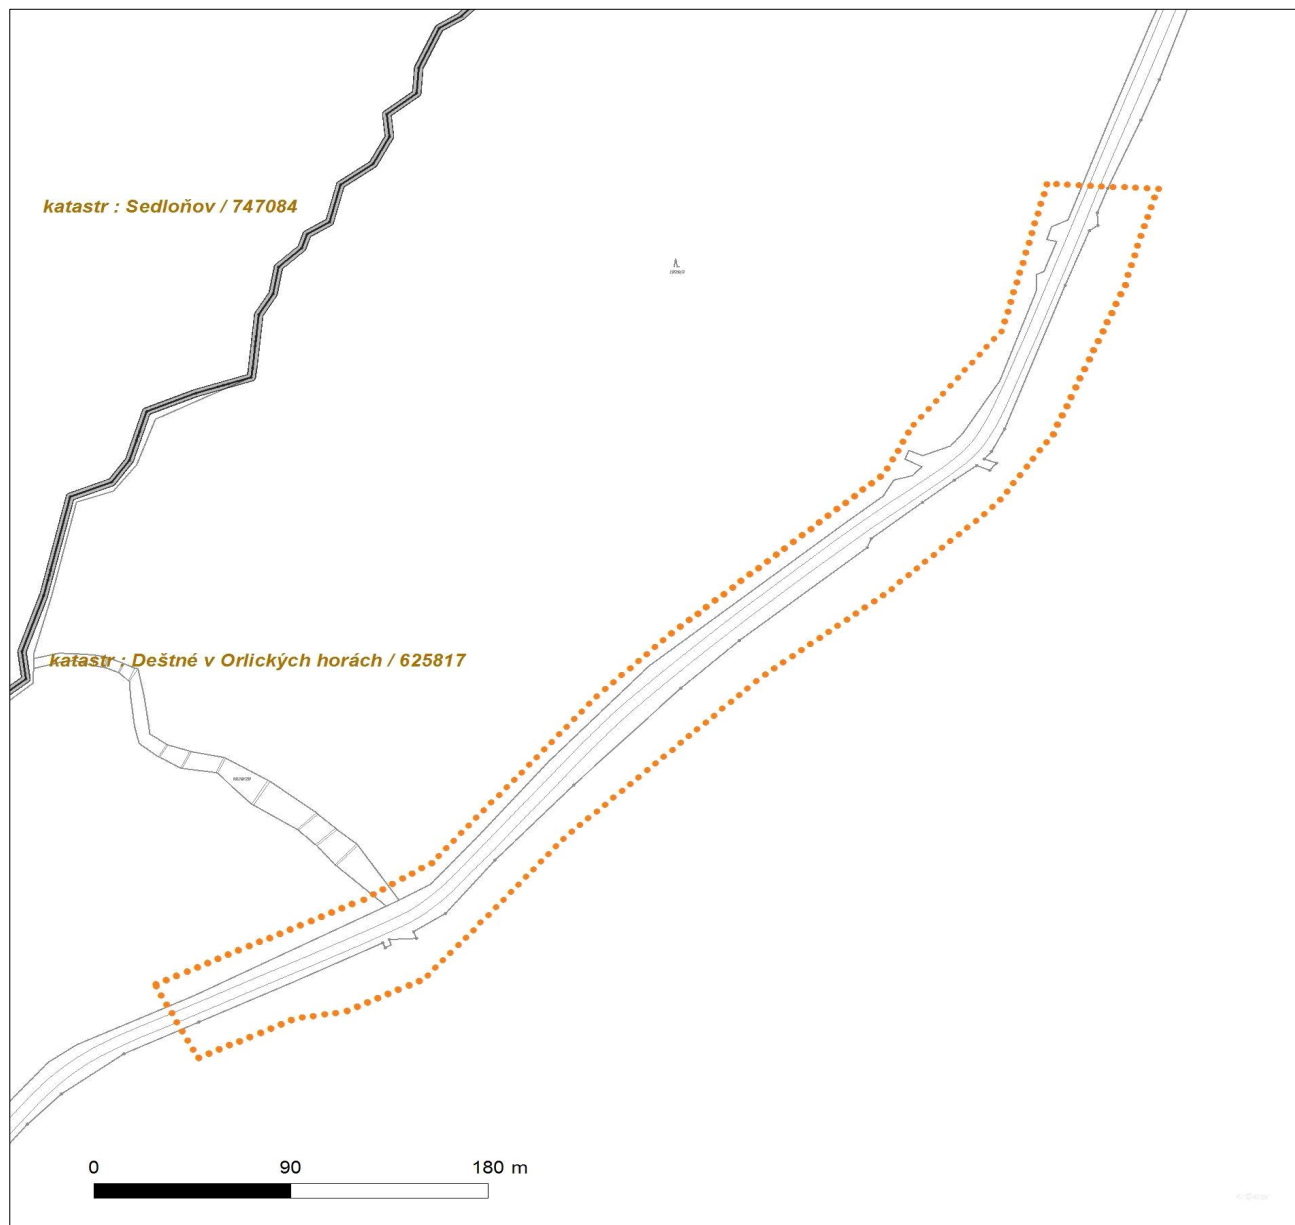 katastr : Sedloňov / 747084
katastr : Deštné v Orlických horách / 625817
0 90 180 m